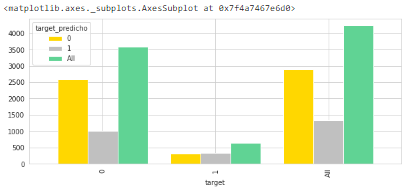 <matplotlib.axes._subplots.AxesSubplot at 0x7f4a7467e6d0>
target_predicho
0
1
All
4000
3500
3000
2500
2000
1500
1000
500
0
0
1
All
target